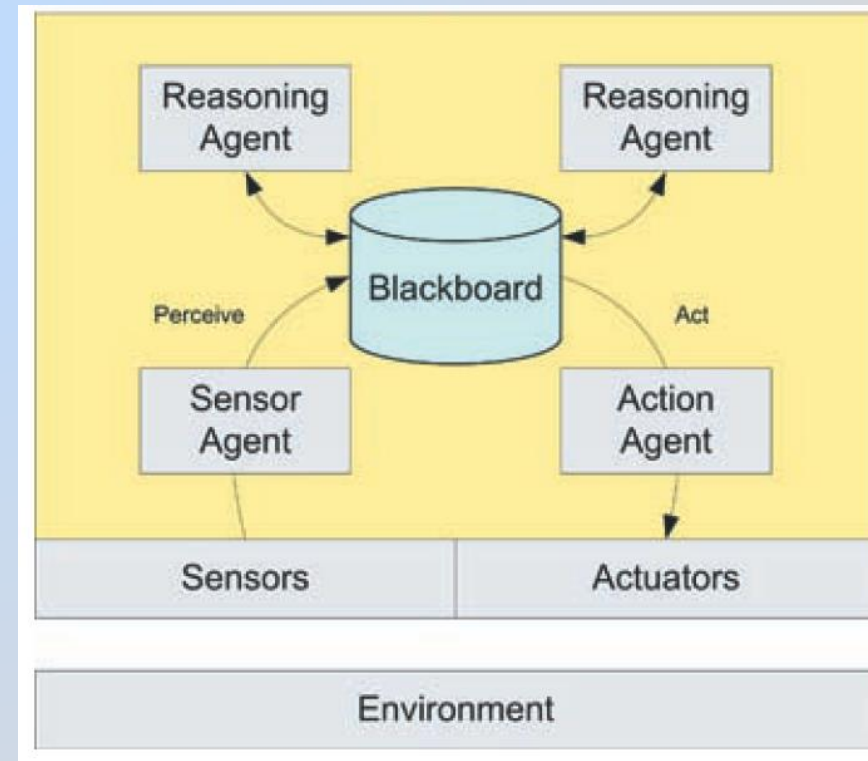 Reasoning
Agent
Reasoning
Agent
Blackboard
Perceive
Act
Sensor
Agent
Action
Agent
Sensors
Actuators
Environment